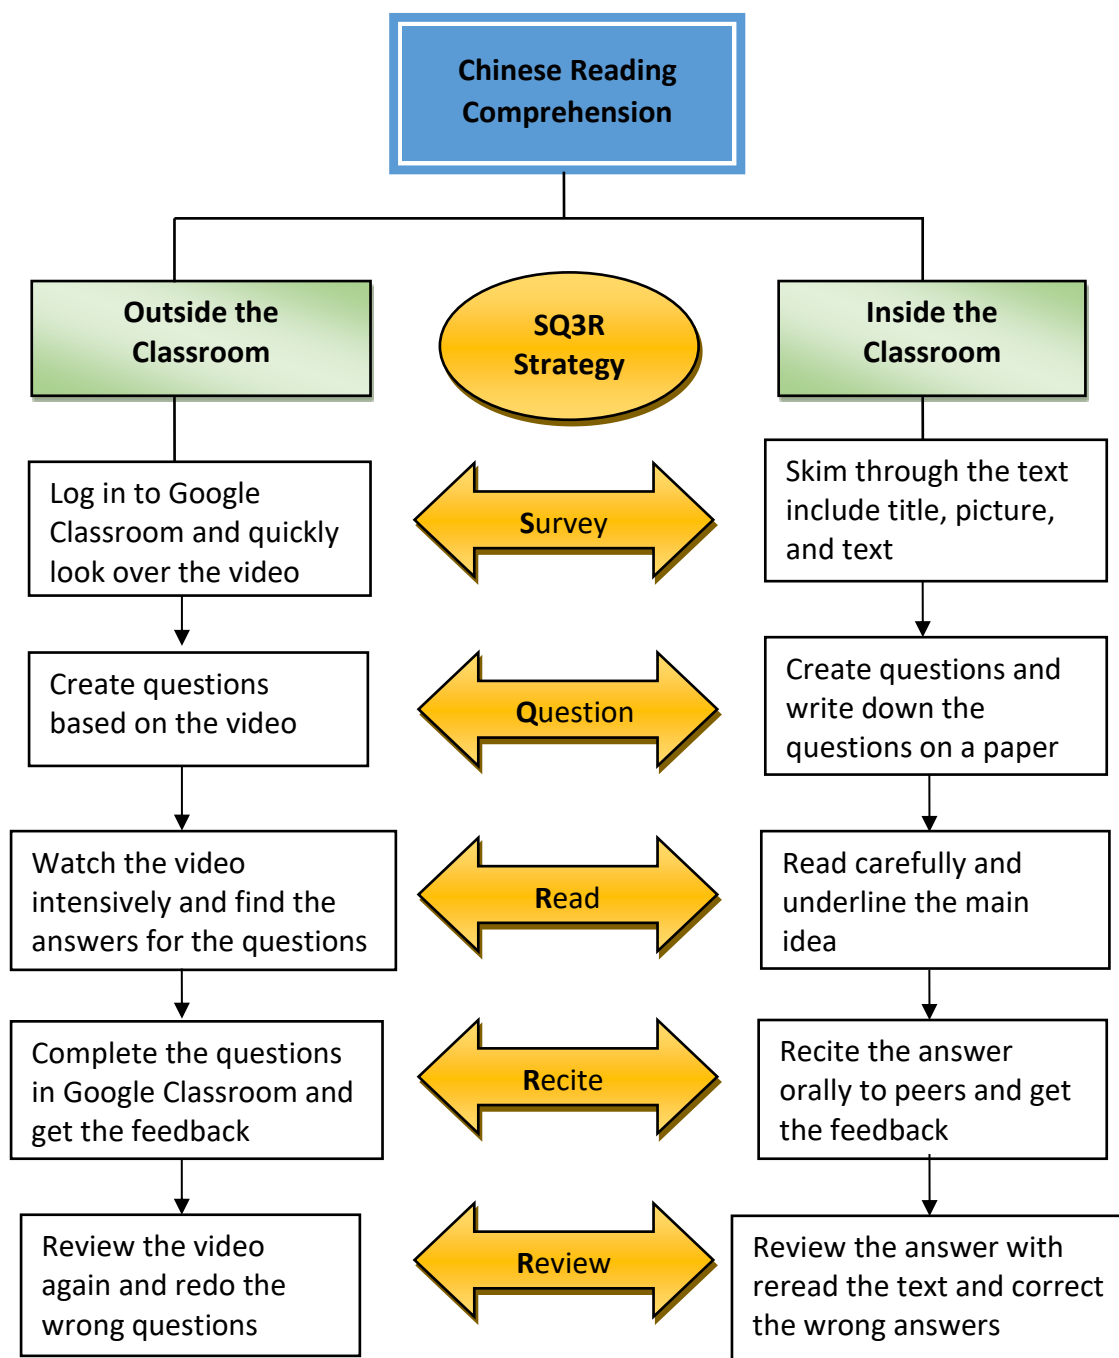 Chinese Reading
Comprehension
Outside the
Classroom
SQ3R
Strategy
Inside the
Classroom
Log in to Google
Classroom and quickly
look over the video
Survey
Skim through the text
include title, picture,
and text
Create questions
based on the video
Question
Create questions and
write down the
questions on a paper
Watch the video
intensively and find the
answers for the questions
Read
Read carefully and
underline the main
idea
Complete the questions
in Google Classroom and
get the feedback
Recite
Recite the answer
orally to peers and get
the feedback
Review the video
again and redo the
wrong questions
Review
Review the answer with
reread the text and correct
the wrong answers